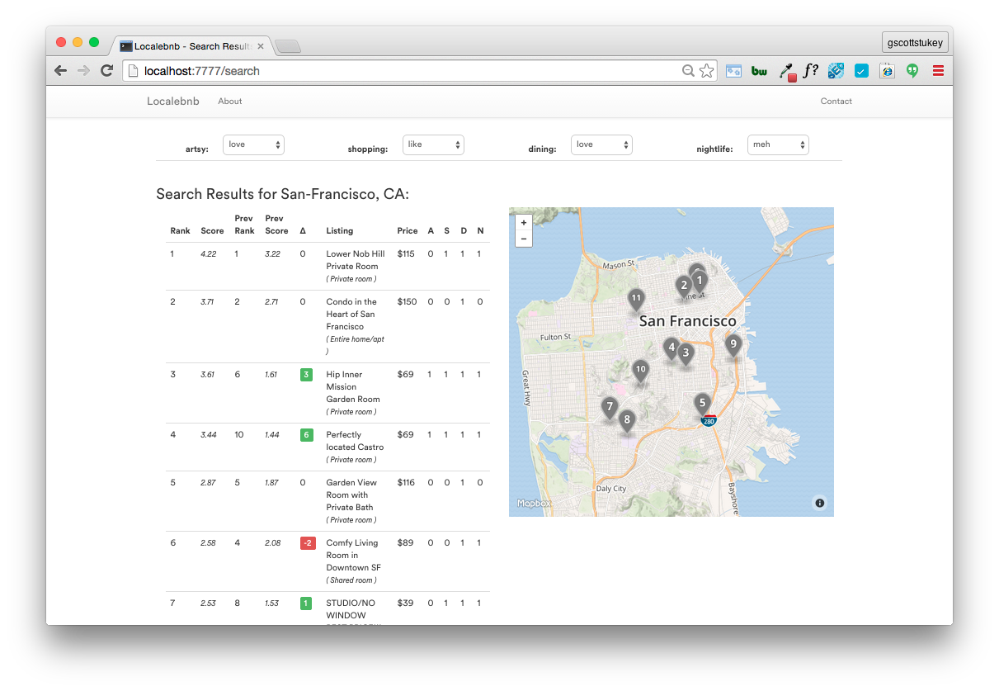 Localebnb - Search Results
gscottstukey
localhost:7777/search
bw
f?
Localebnb About Contact
artsy: love shopping: like dining: love nightlife: meh
Search Results for San-Francisco, CA:
Rank Score Prev Rank Prev Score Δ Listing Price A S D N
1 4.22 1 3.22 0 Lower Nob Hill $115 0 1 1 1
Private Room
( Private room )
2 3.71 2 2.71 0 Condo in the $150 0 0 1 0
Heart of San
Francisco
( Entire home/apt
)
3 3.61 6 1.61 3 Hip Inner $69 1 1 1 1
Mission
Garden Room
( Private room )
4 3.44 10 1.44 6 Perfectly $69 1 1 1 1
located Castro
( Private room )
5 2.87 5 1.87 0 Garden View $116 0 0 1 0
Room with
Private Bath
( Private room )
6 2.58 4 2.08 -2 Comfy Living $89 0 0 1 1
Room in
Downtown SF
( Shared room )
7 2.53 8 1.53 1 STUDIO/NO $39 0 1 1 1
WINDOW
+
−
Mason St
2 1
11
San Francisco
Fulton St
4 3 9
10
Great Hwy
7 8 5
280
Daly City
Bayshore
Mapbox